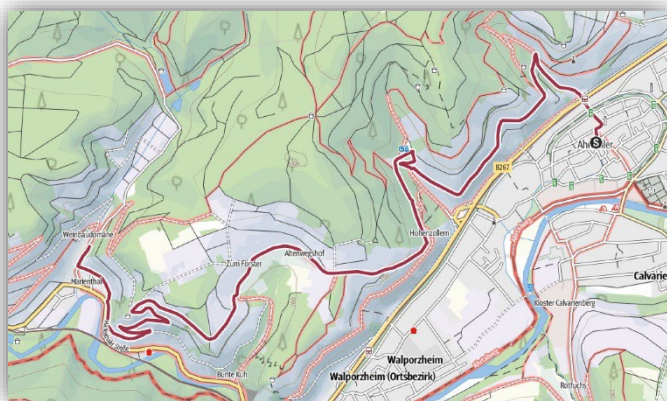 Ahrweiler
S
B267
Weinbaudomäne
Hohenzollern
Altenwegshof
Zum Förster
Marienthal
Calvarie
Kloster Calvarienberg
Walporzheim
Walporzheim (Ortsbezirk)
Bunte Kuh
Rotfuchs